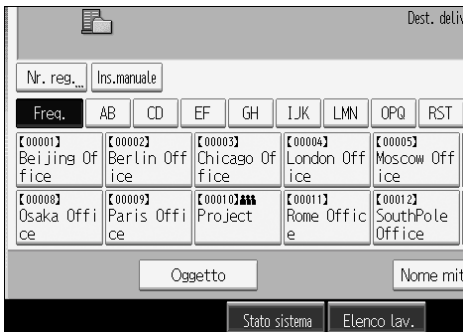 Dest. deliv
Nr. reg. Ins.manuale
Freq. AB CD EF GH IJK LMN OPQ RST
【00001】 【00002】 【00003】 【00004】 【00005】
Beijing Of Berlin Off Chicago Of London Off Moscow Off
fice ice fice ice ice
【00008】 【00009】 【00010】 【00011】 【00012】
Osaka Offi Paris Offi Project Rome Offic SouthPole
ce ce e Office
Oggetto Nome mit
Stato sistema Elenco lav.